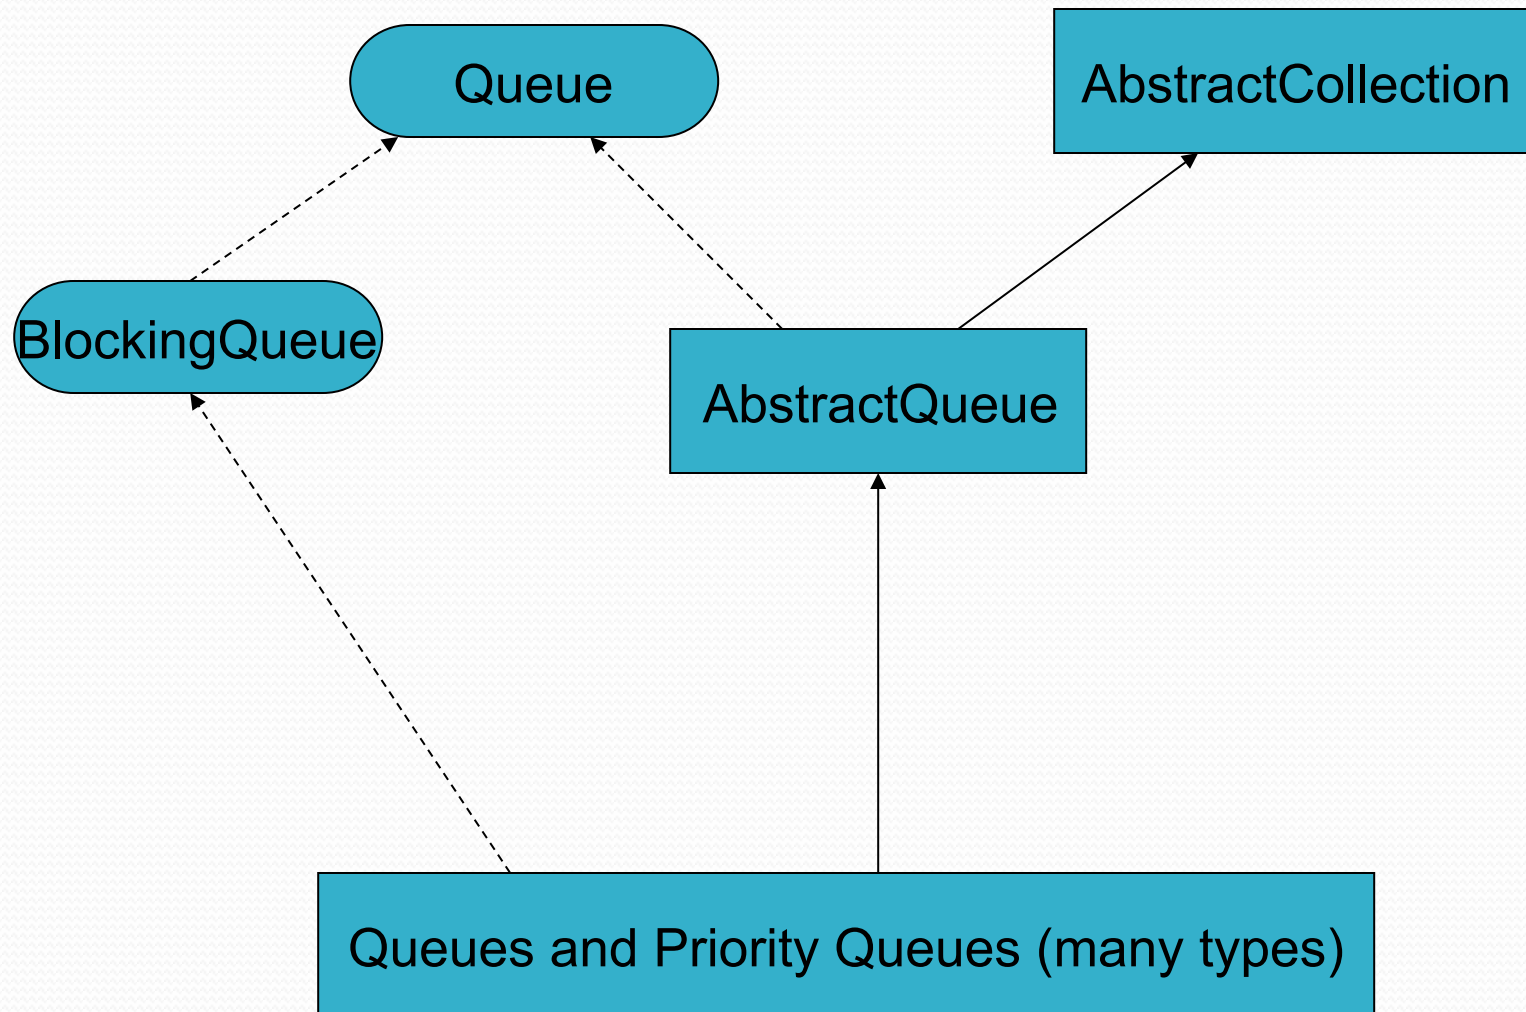 Queue
AbstractCollection
BlockingQueue
AbstractQueue
Queues and Priority Queues (many types)